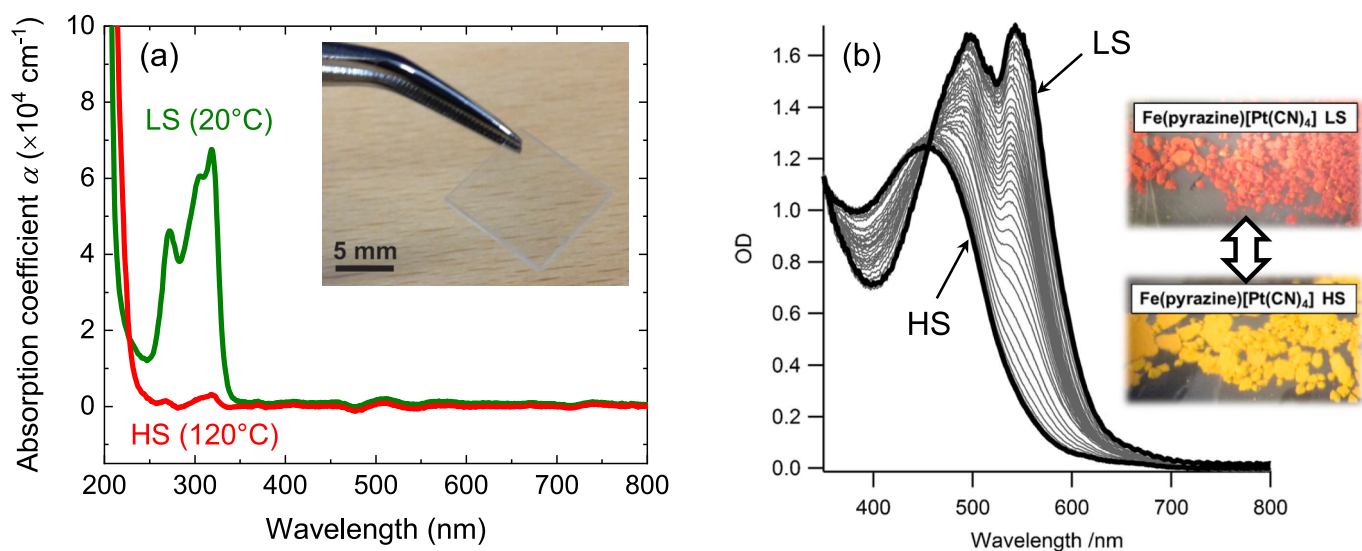 (a)
Absorption coefficient α (×10⁴ cm⁻¹)
10
8
6
4
2
0
LS (20°C)
HS (120°C)
5 mm
200 300 400 500 600 700 800
Wavelength (nm)
(b)
OD
1.6
1.4
1.2
1.0
0.8
0.6
0.4
0.2
0.0
LS
HS
Fe(pyrazine)[Pt(CN)₄] LS
Fe(pyrazine)[Pt(CN)₄] HS
400 500 600 700 800
Wavelength /nm